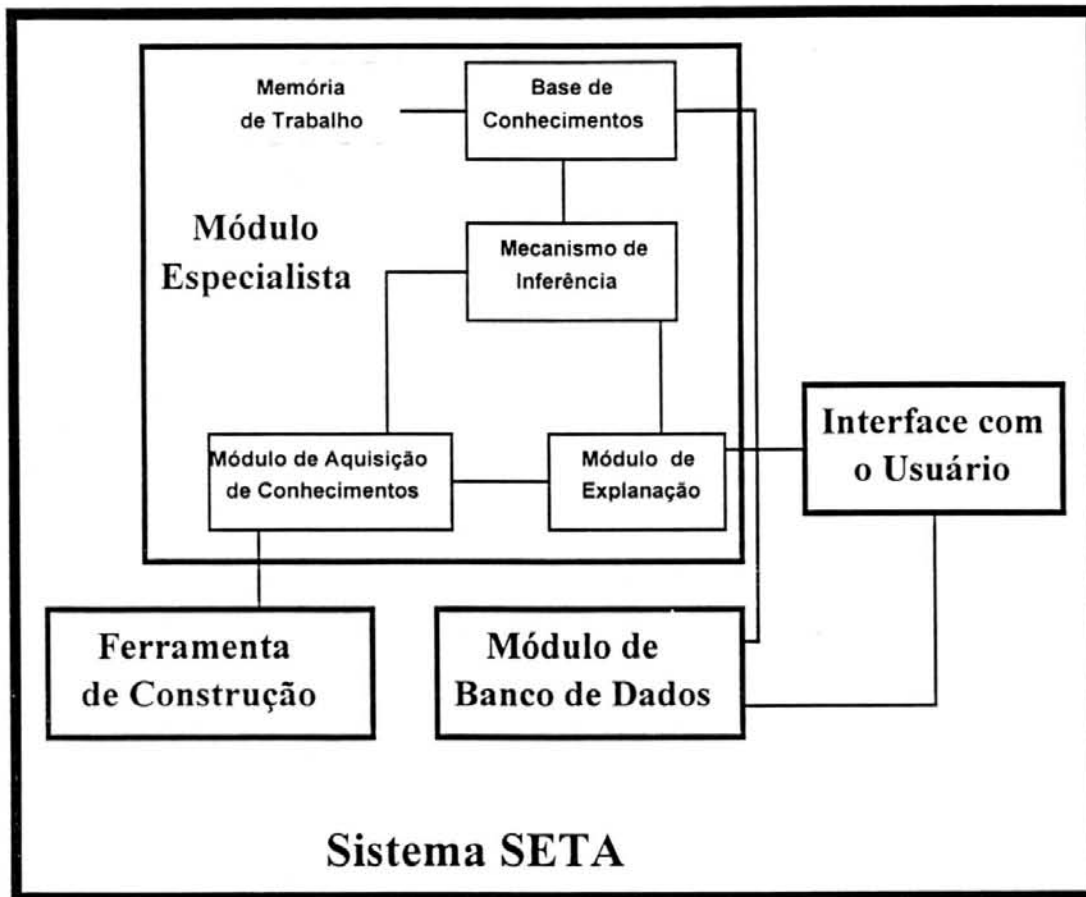 Memória
de Trabalho
Base de
Conhecimentos
Módulo
Especialista
Mecanismo de
Inferência
Módulo de Aquisição
de Conhecimentos
Módulo de
Explanação
Interface com
o Usuário
Ferramenta
de Construção
Módulo de
Banco de Dados
Sistema SETA